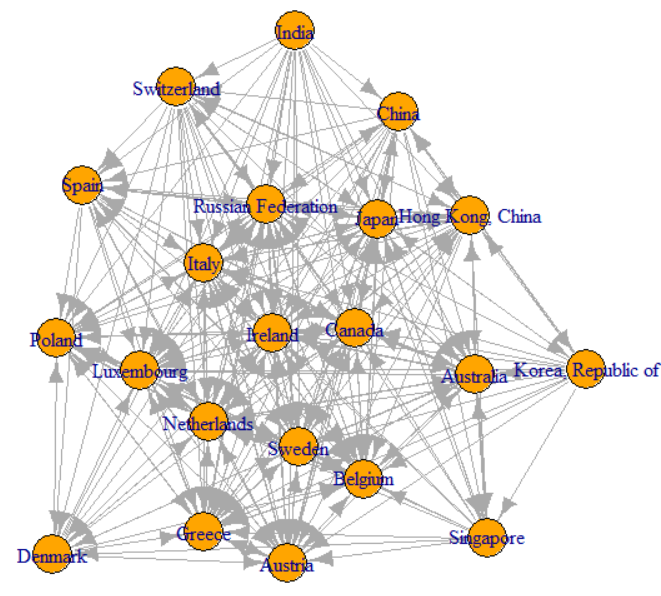 India
Switzerland
China
Spain
Russian Federation
Japan
Hong Kong, China
Italy
Poland
Ireland
Canada
Luxembourg
Australia
Korea, Republic of
Netherlands
Sweden
Belgium
Greece
Singapore
Denmark
Austria